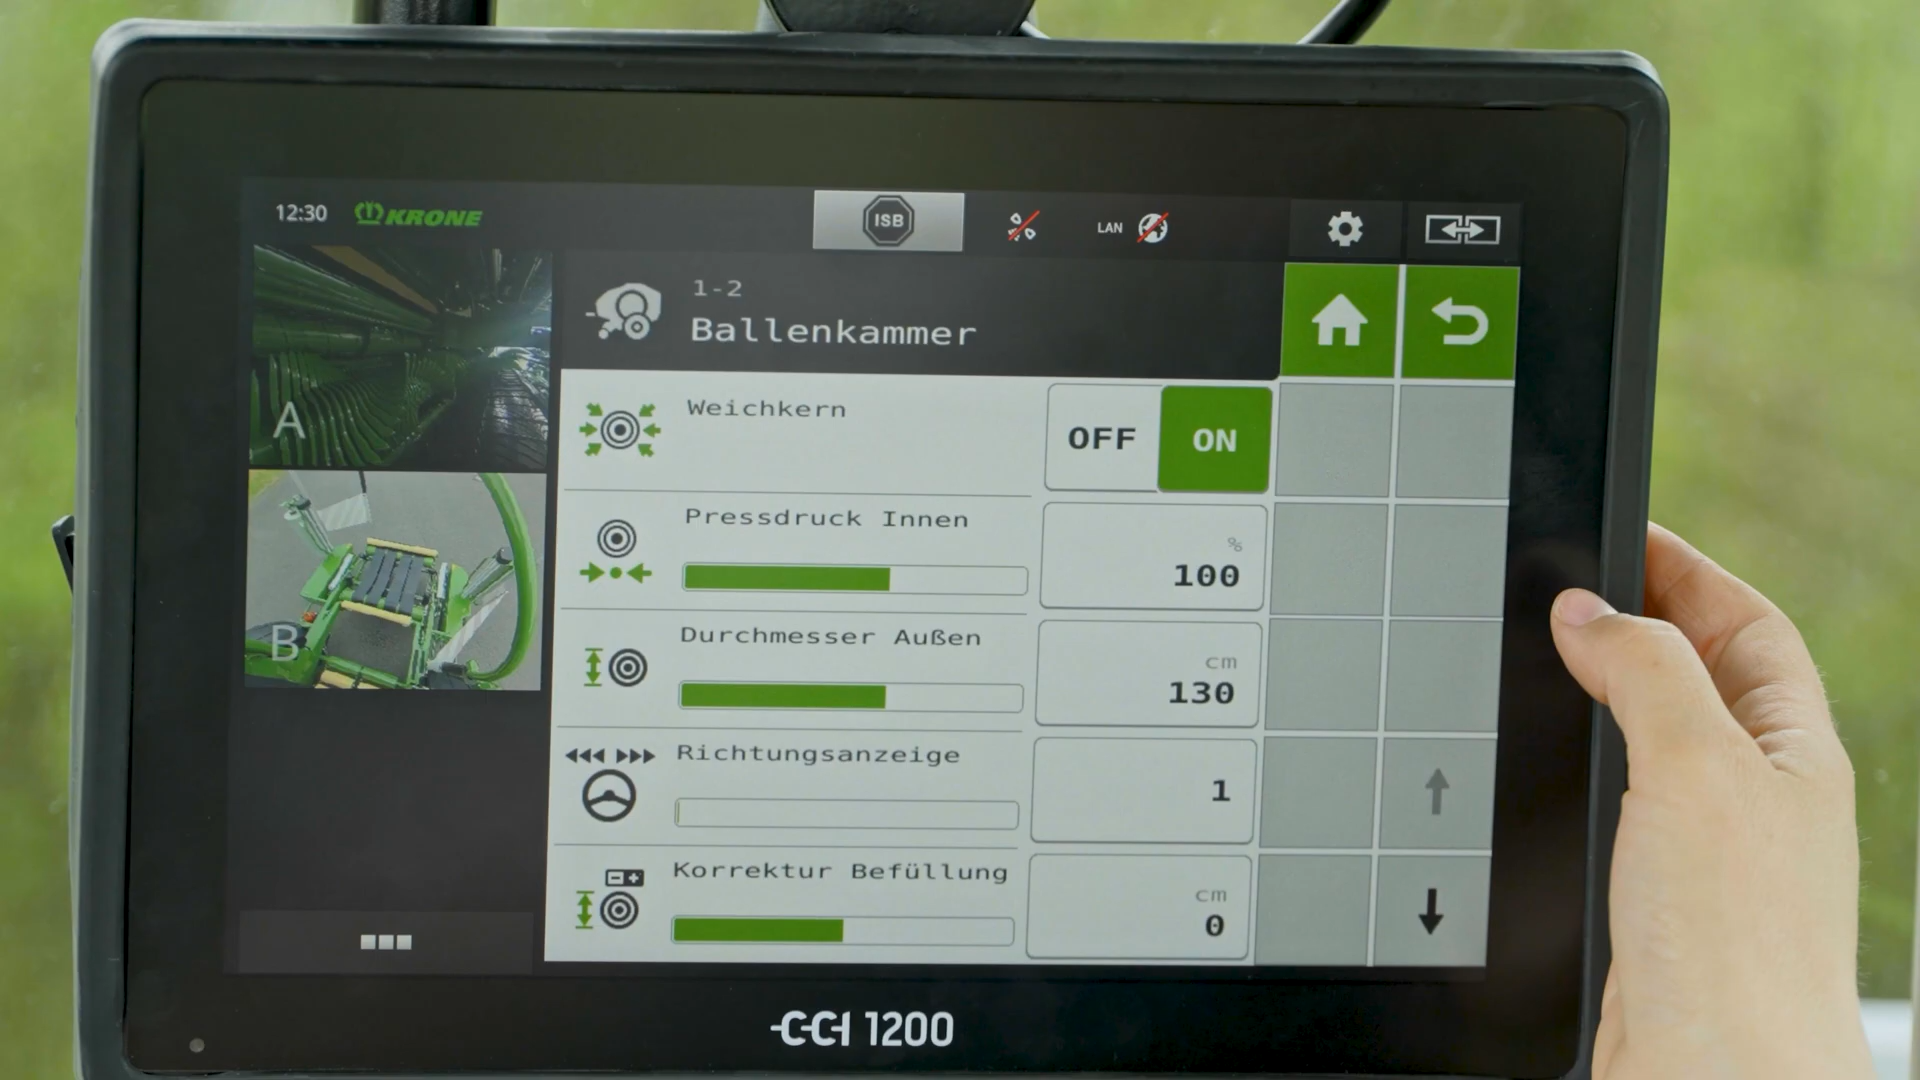 12:30
KRONE
ISB
LAN
A
B
1-2
Ballenkammer
Weichkern
OFF
ON
Pressdruck Innen
%
100
Durchmesser Außen
cm
130
Richtungsanzeige
1
Korrektur Befüllung
cm
0
CCI 1200